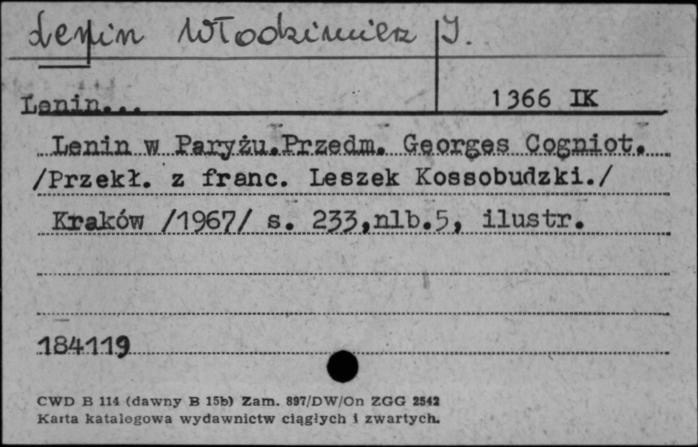 Lenin Włodzimierz I.
Lenin...
1366 IK
Lenin w Paryżu.Przedm. Georges Cogniot.
/Przekł. z franc. Leszek Kossobudzki./
Kraków /1967/ s. 233,nlb.5, ilustr.
184119
CWD B 114 (dawny B 15b) Zam. 897/DW/On ZGG 2542
Karta katalogowa wydawnictw ciągłych i zwartych.